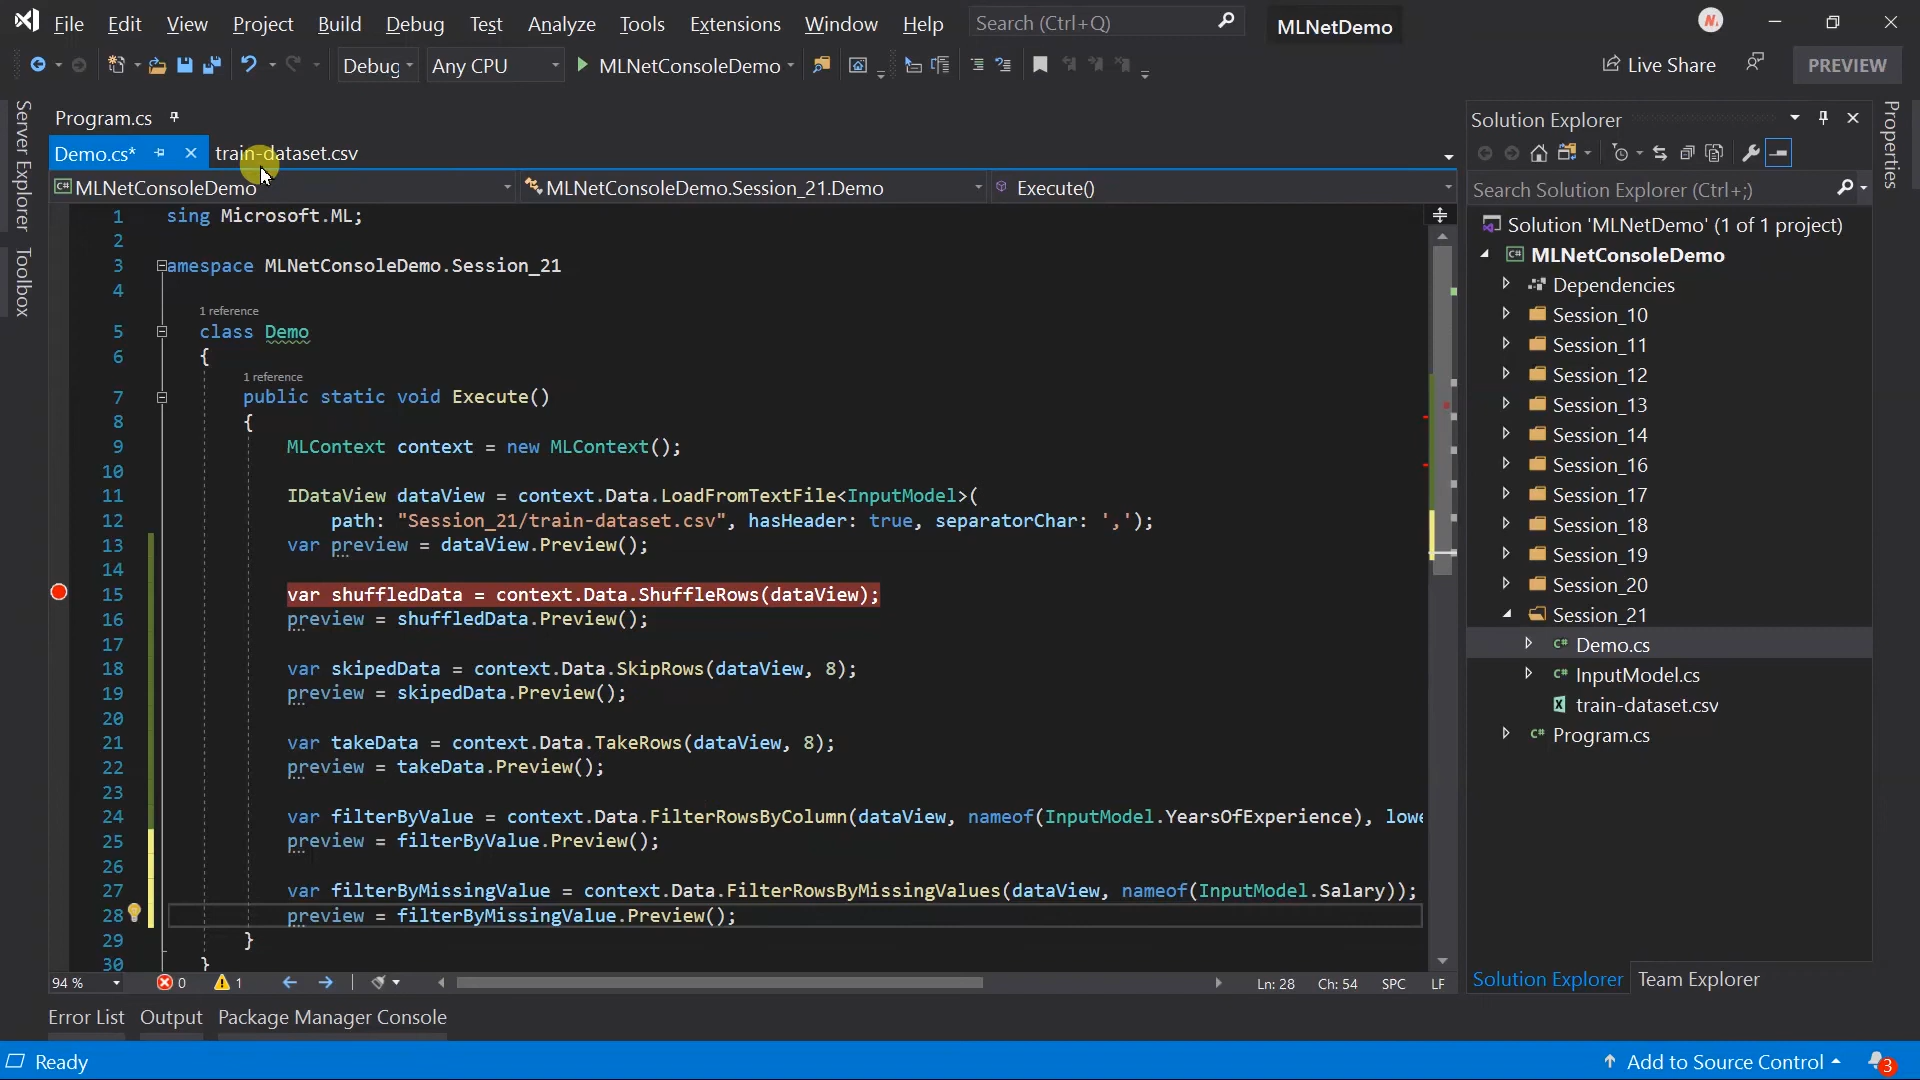 File Edit View Project Build Debug Test Analyze Tools Extensions Window Help Search (Ctrl+Q) MLNetDemo
Debug Any CPU MLNetConsoleDemo Live Share PREVIEW
Server Explorer
Toolbox
Program.cs
Demo.cs* train-dataset.csv
MLNetConsoleDemo MLNetConsoleDemo.Session_21.Demo Execute()
1 sing Microsoft.ML;
2
3 amespace MLNetConsoleDemo.Session_21
4
1 reference
5 class Demo
6 {
1 reference
7 public static void Execute()
8 {
9 MLContext context = new MLContext();
10
11 IDataView dataView = context.Data.LoadFromTextFile<InputModel>(
12 path: "Session_21/train-dataset.csv", hasHeader: true, separatorChar: ',');
13 var preview = dataView.Preview();
14
15 var shuffledData = context.Data.ShuffleRows(dataView);
16 preview = shuffledData.Preview();
17
18 var skipedData = context.Data.SkipRows(dataView, 8);
19 preview = skipedData.Preview();
20
21 var takeData = context.Data.TakeRows(dataView, 8);
22 preview = takeData.Preview();
23
24 var filterByValue = context.Data.FilterRowsByColumn(dataView, nameof(InputModel.YearsOfExperience), lowe
25 preview = filterByValue.Preview();
26
27 var filterByMissingValue = context.Data.FilterRowsByMissingValues(dataView, nameof(InputModel.Salary));
28 preview = filterByMissingValue.Preview();
29 }
30 }
94 % 0 1 Ln: 28 Ch: 54 SPC LF
Error List Output Package Manager Console
Solution Explorer
Search Solution Explorer (Ctrl+;)
Solution 'MLNetDemo' (1 of 1 project)
MLNetConsoleDemo
Dependencies
Session_10
Session_11
Session_12
Session_13
Session_14
Session_16
Session_17
Session_18
Session_19
Session_20
Session_21
Demo.cs
InputModel.cs
train-dataset.csv
Program.cs
Solution Explorer Team Explorer
Properties
Ready Add to Source Control 3